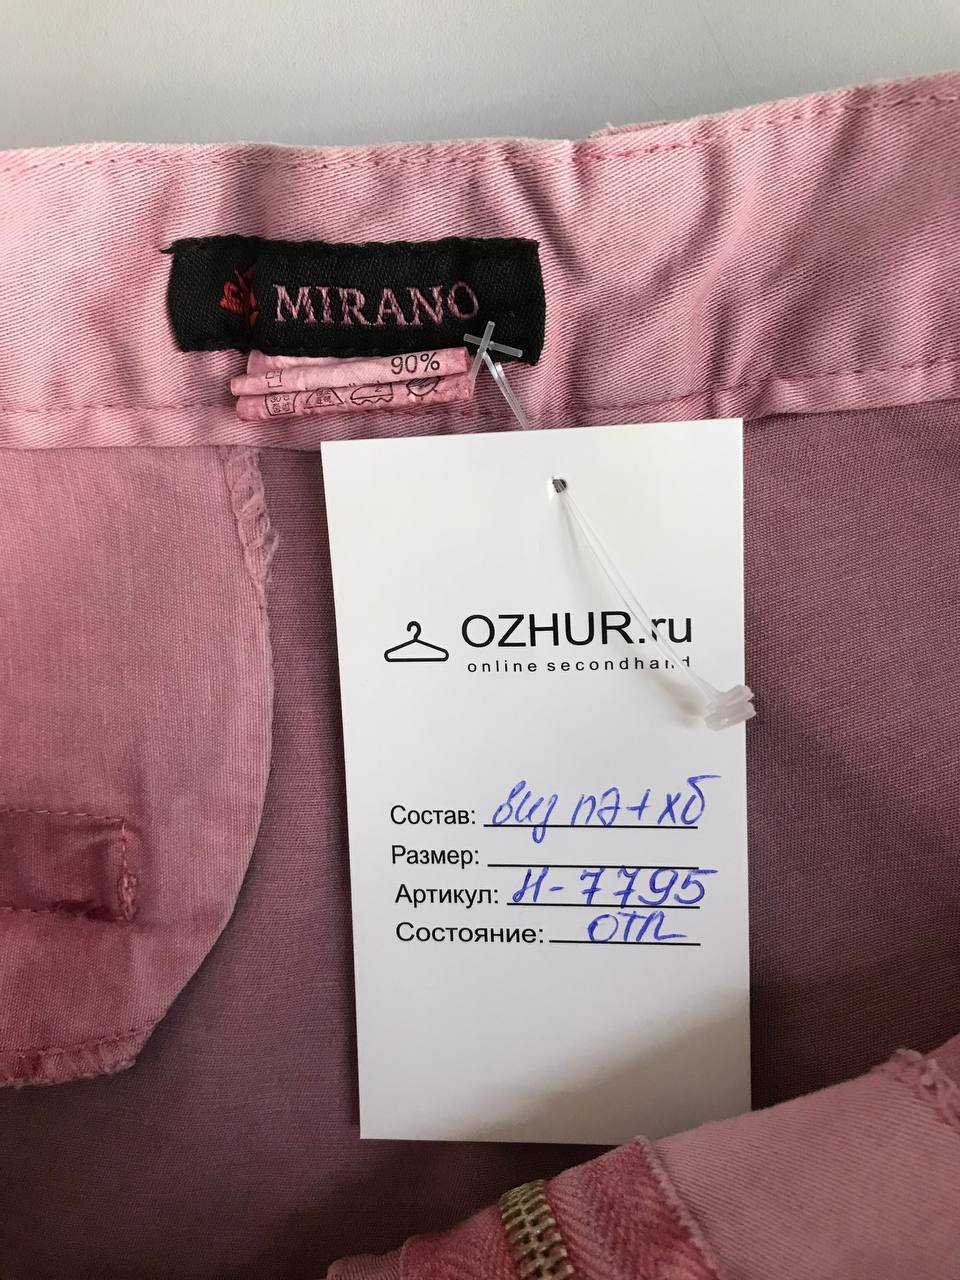 MIRANO
90%
OZHUR.ru
online secondhand
Состав: виз пэ+хб
Размер:
Артикул: Н-7795
Состояние: отл